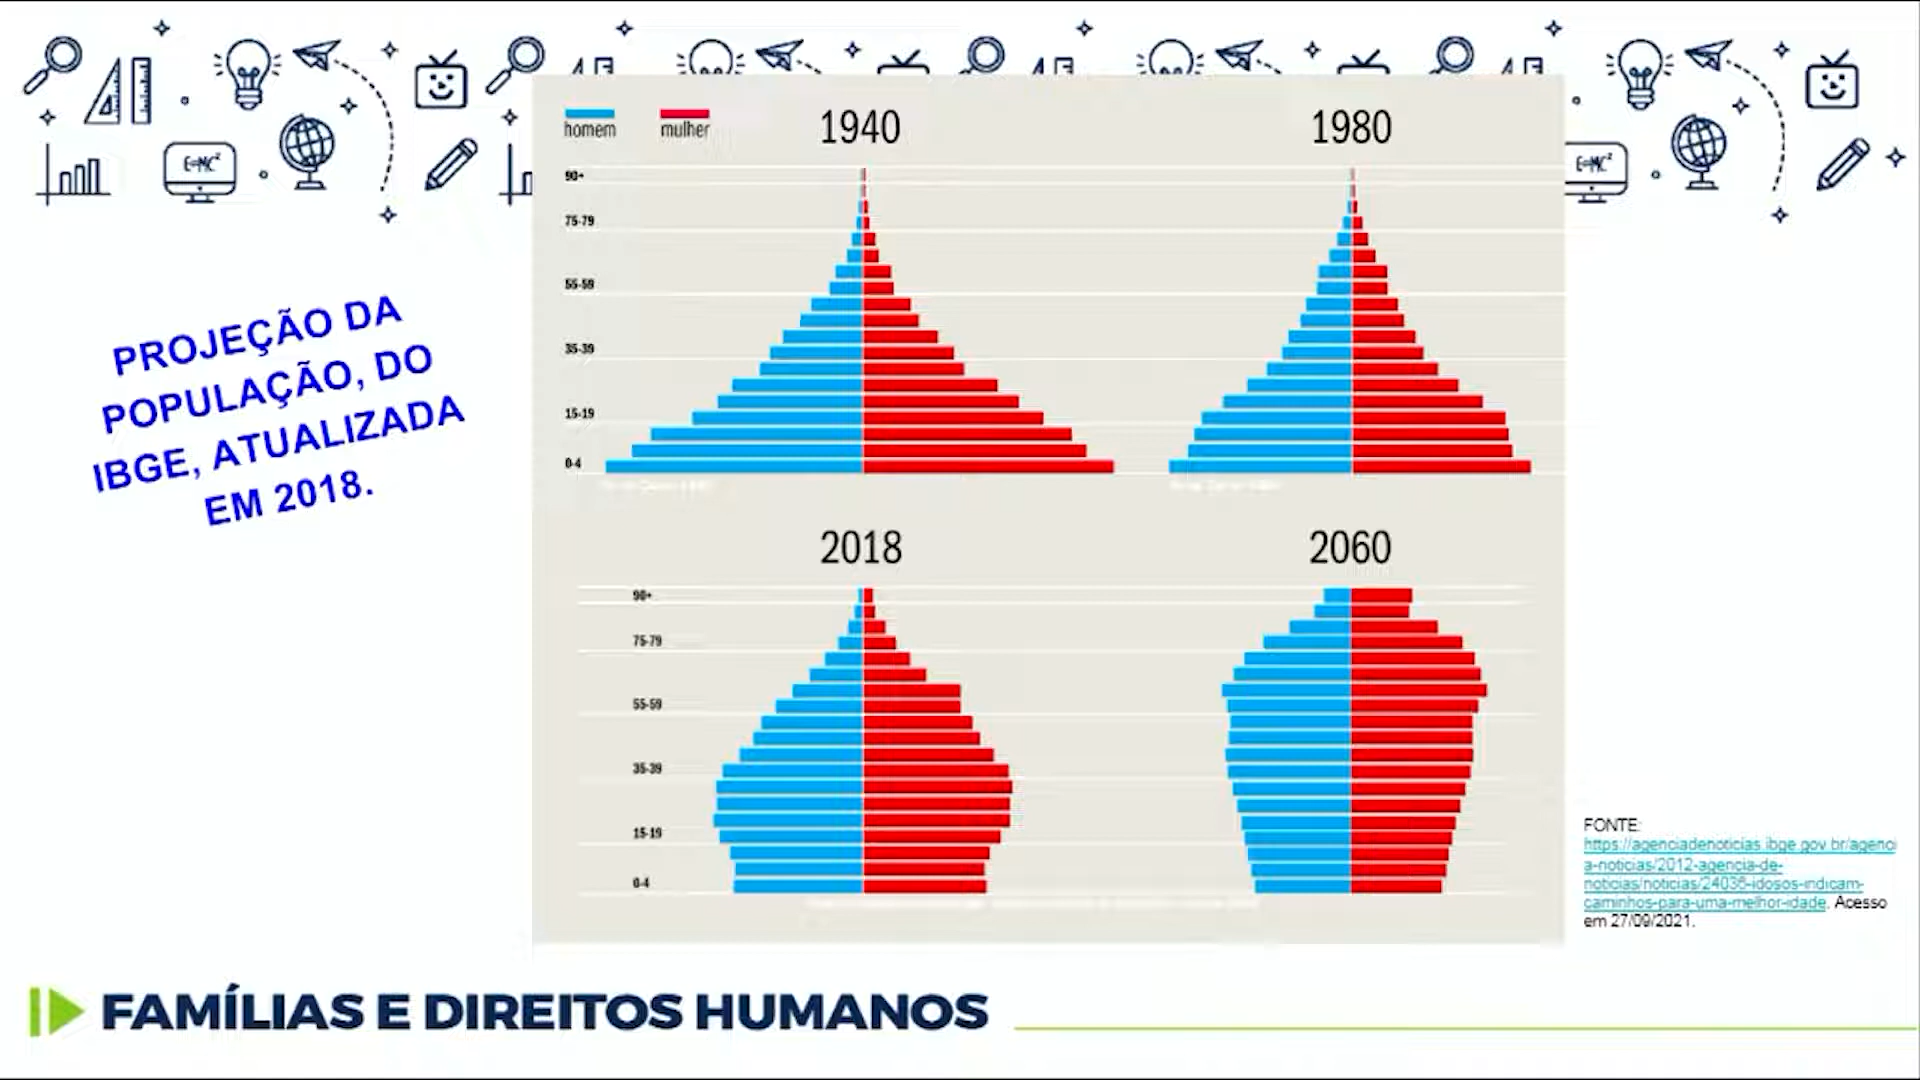 E=MC²
E=MC²
PROJEÇÃO DA
POPULAÇÃO, DO
IBGE, ATUALIZADA
EM 2018.
homem
mulher
1940
1980
90+
75-79
55-59
35-39
15-19
0-4
2018
2060
90+
75-79
55-59
35-39
15-19
0-4
FONTE:
https://agenciadenoticias.ibge.gov.br/agenci
a-noticias/2012-agencia-de-
noticias/noticias/24036-idosos-indicam-
caminhos-para-uma-melhor-idade. Acesso
em 27/09/2021.
FAMÍLIAS E DIREITOS HUMANOS